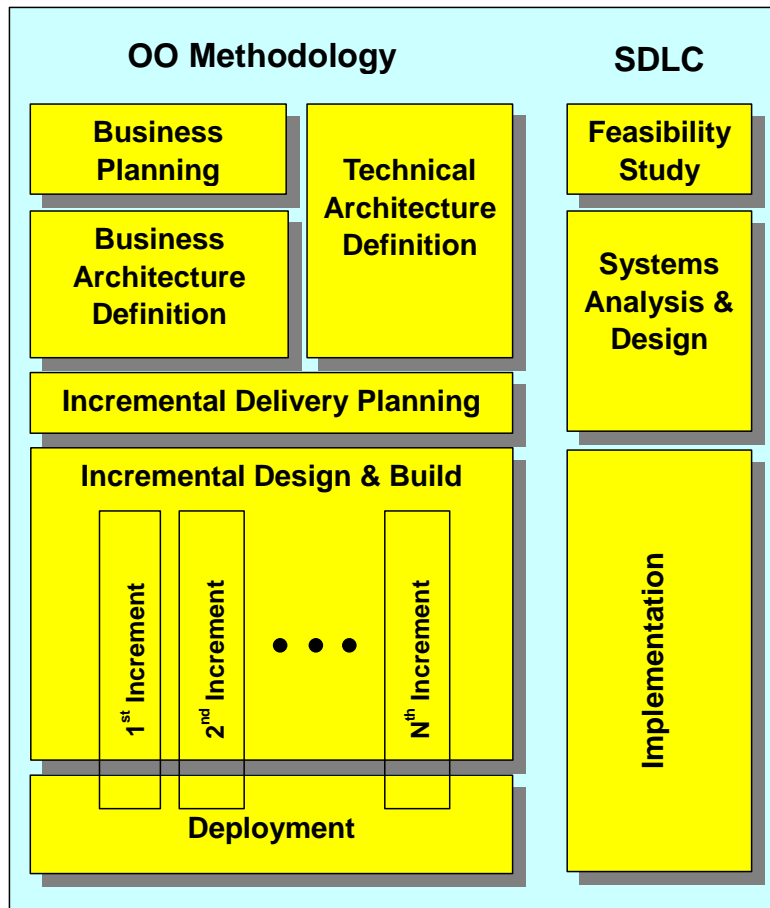 OO Methodology
SDLC
Business
Planning
Technical
Architecture
Definition
Feasibility
Study
Business
Architecture
Definition
Systems
Analysis &
Design
Incremental Delivery Planning
Incremental Design & Build
1st Increment
2nd Increment
Nth Increment
Implementation
Deployment